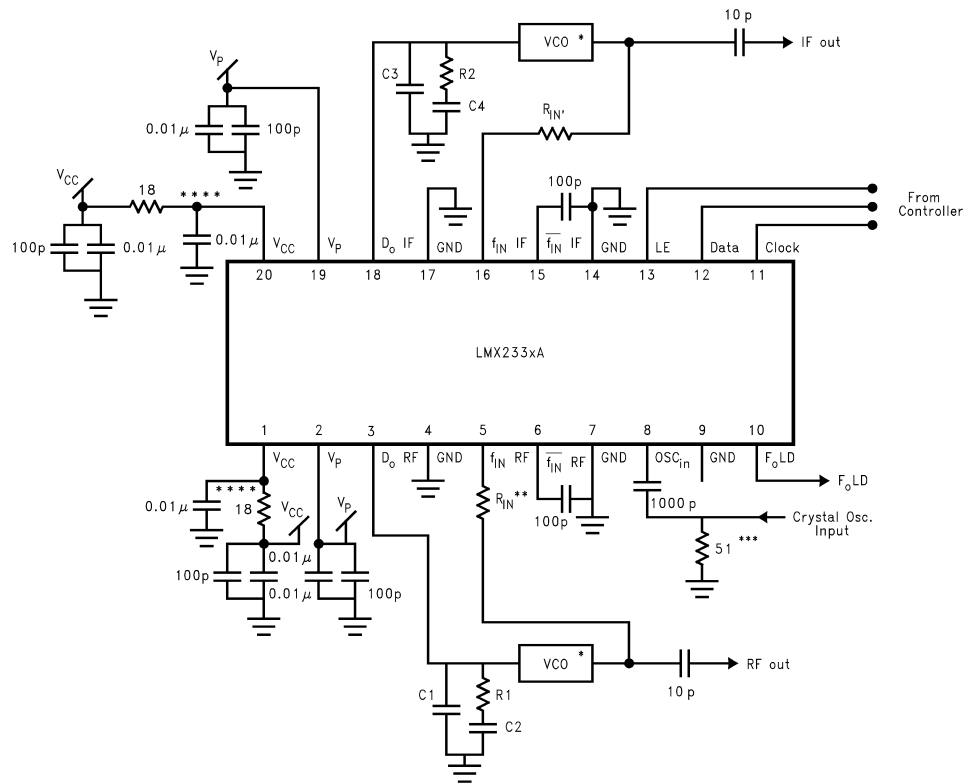 10 p
VCO *
IF out
V_P
C3
R2
C4
0.01μ
100p
R_IN'
V_CC
18
****
100p
From
Controller
100p
0.01μ
0.01μ
V_CC
V_P
D_o IF
GND
f_IN IF
f̅_I̅N̅ IF
GND
LE
Data
Clock
20
19
18
17
16
15
14
13
12
11
LMX233xA
1
2
3
4
5
6
7
8
9
10
V_CC
V_P
D_o RF
GND
f_IN RF
f̅_I̅N̅ RF
GND
OSC_in
GND
F_oLD
****
0.01μ
18
V_CC
V_P
R_IN**
100p
1000 p
F_oLD
Crystal Osc.
Input
51 ***
0.01μ
100p
0.01μ
100p
VCO *
RF out
C1
R1
C2
10 p